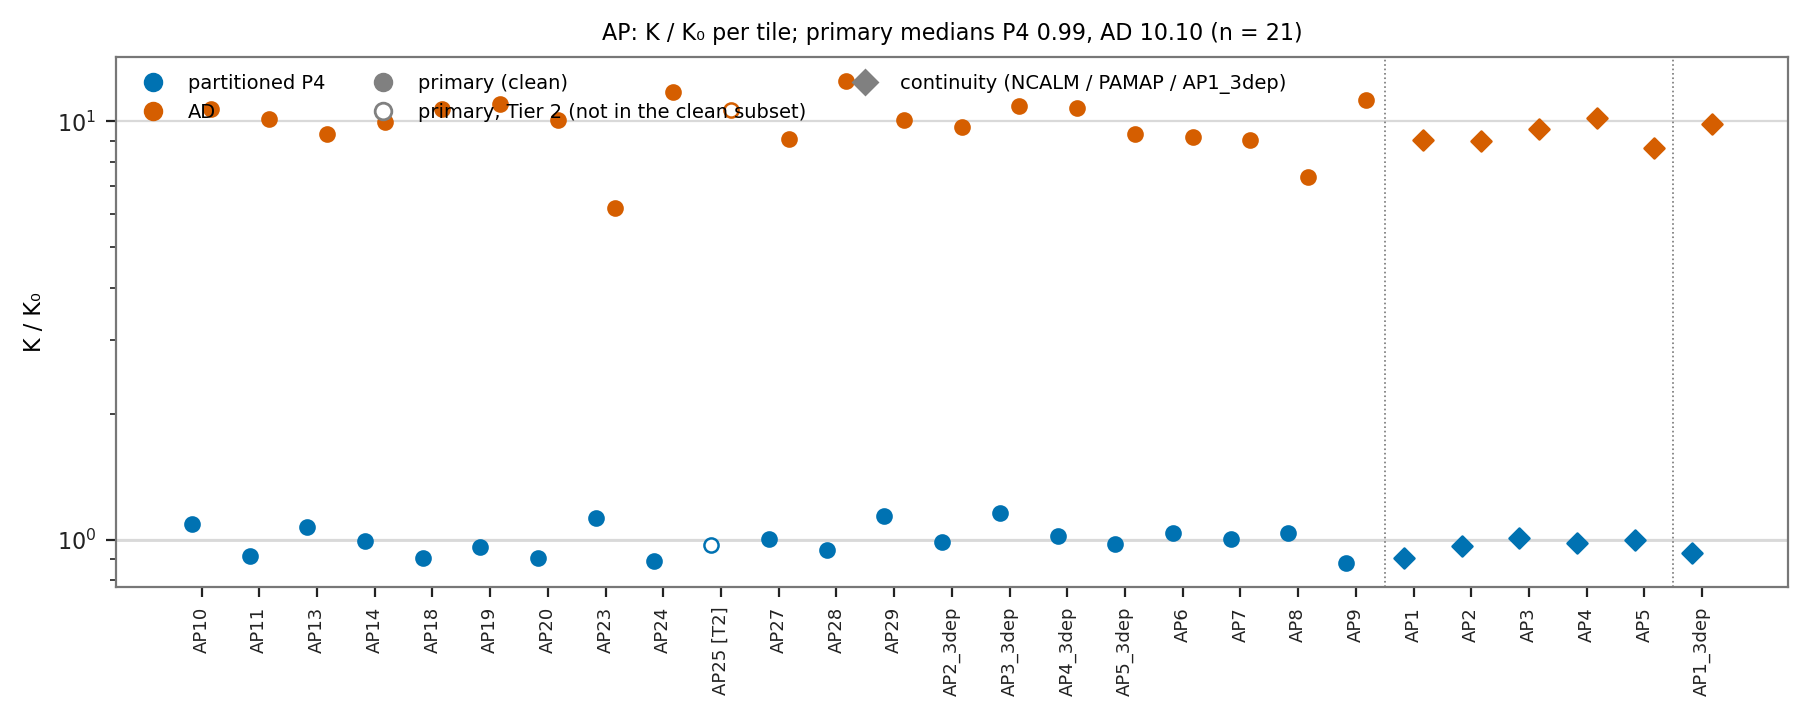 AP: K / K₀ per tile; primary medians P4 0.99, AD 10.10 (n = 21)
partitioned P4
AD
primary (clean)
primary, Tier 2 (not in the clean subset)
continuity (NCALM / PAMAP / AP1_3dep)
K / K₀
10¹
10⁰
AP10
AP11
AP13
AP14
AP18
AP19
AP20
AP23
AP24
AP25 [T2]
AP27
AP28
AP29
AP2_3dep
AP3_3dep
AP4_3dep
AP5_3dep
AP6
AP7
AP8
AP9
AP1
AP2
AP3
AP4
AP5
AP1_3dep